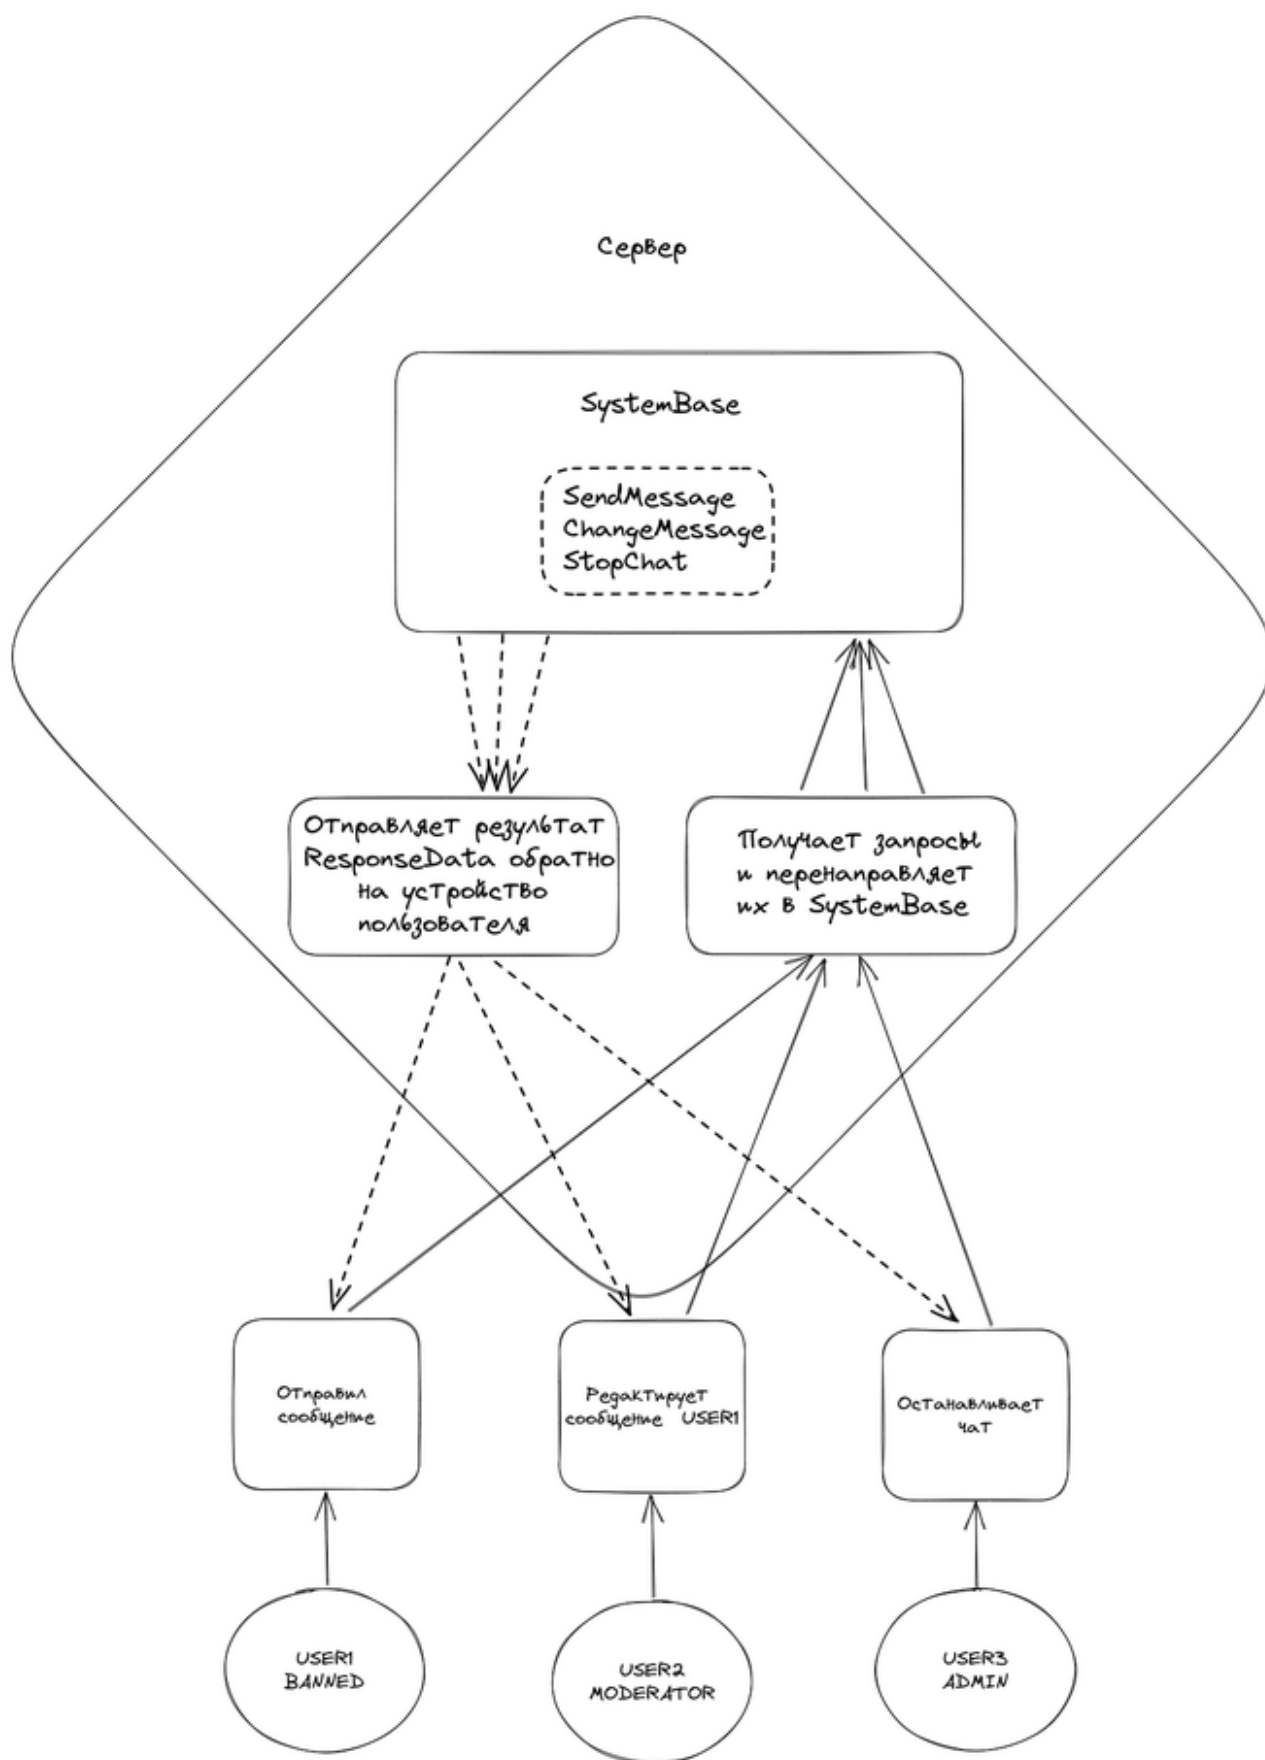 Сервер
SystemBase
SendMessage
ChangeMessage
StopChat
Отправляет результат
ResponseData обратно
на устройство
пользователя
Получает запросы
и перенаправляет
их в SystemBase
Отправил
сообщение
Редактирует
сообщение USER1
Останавливает
чат
USER1
BANNED
USER2
MODERATOR
USER3
ADMIN